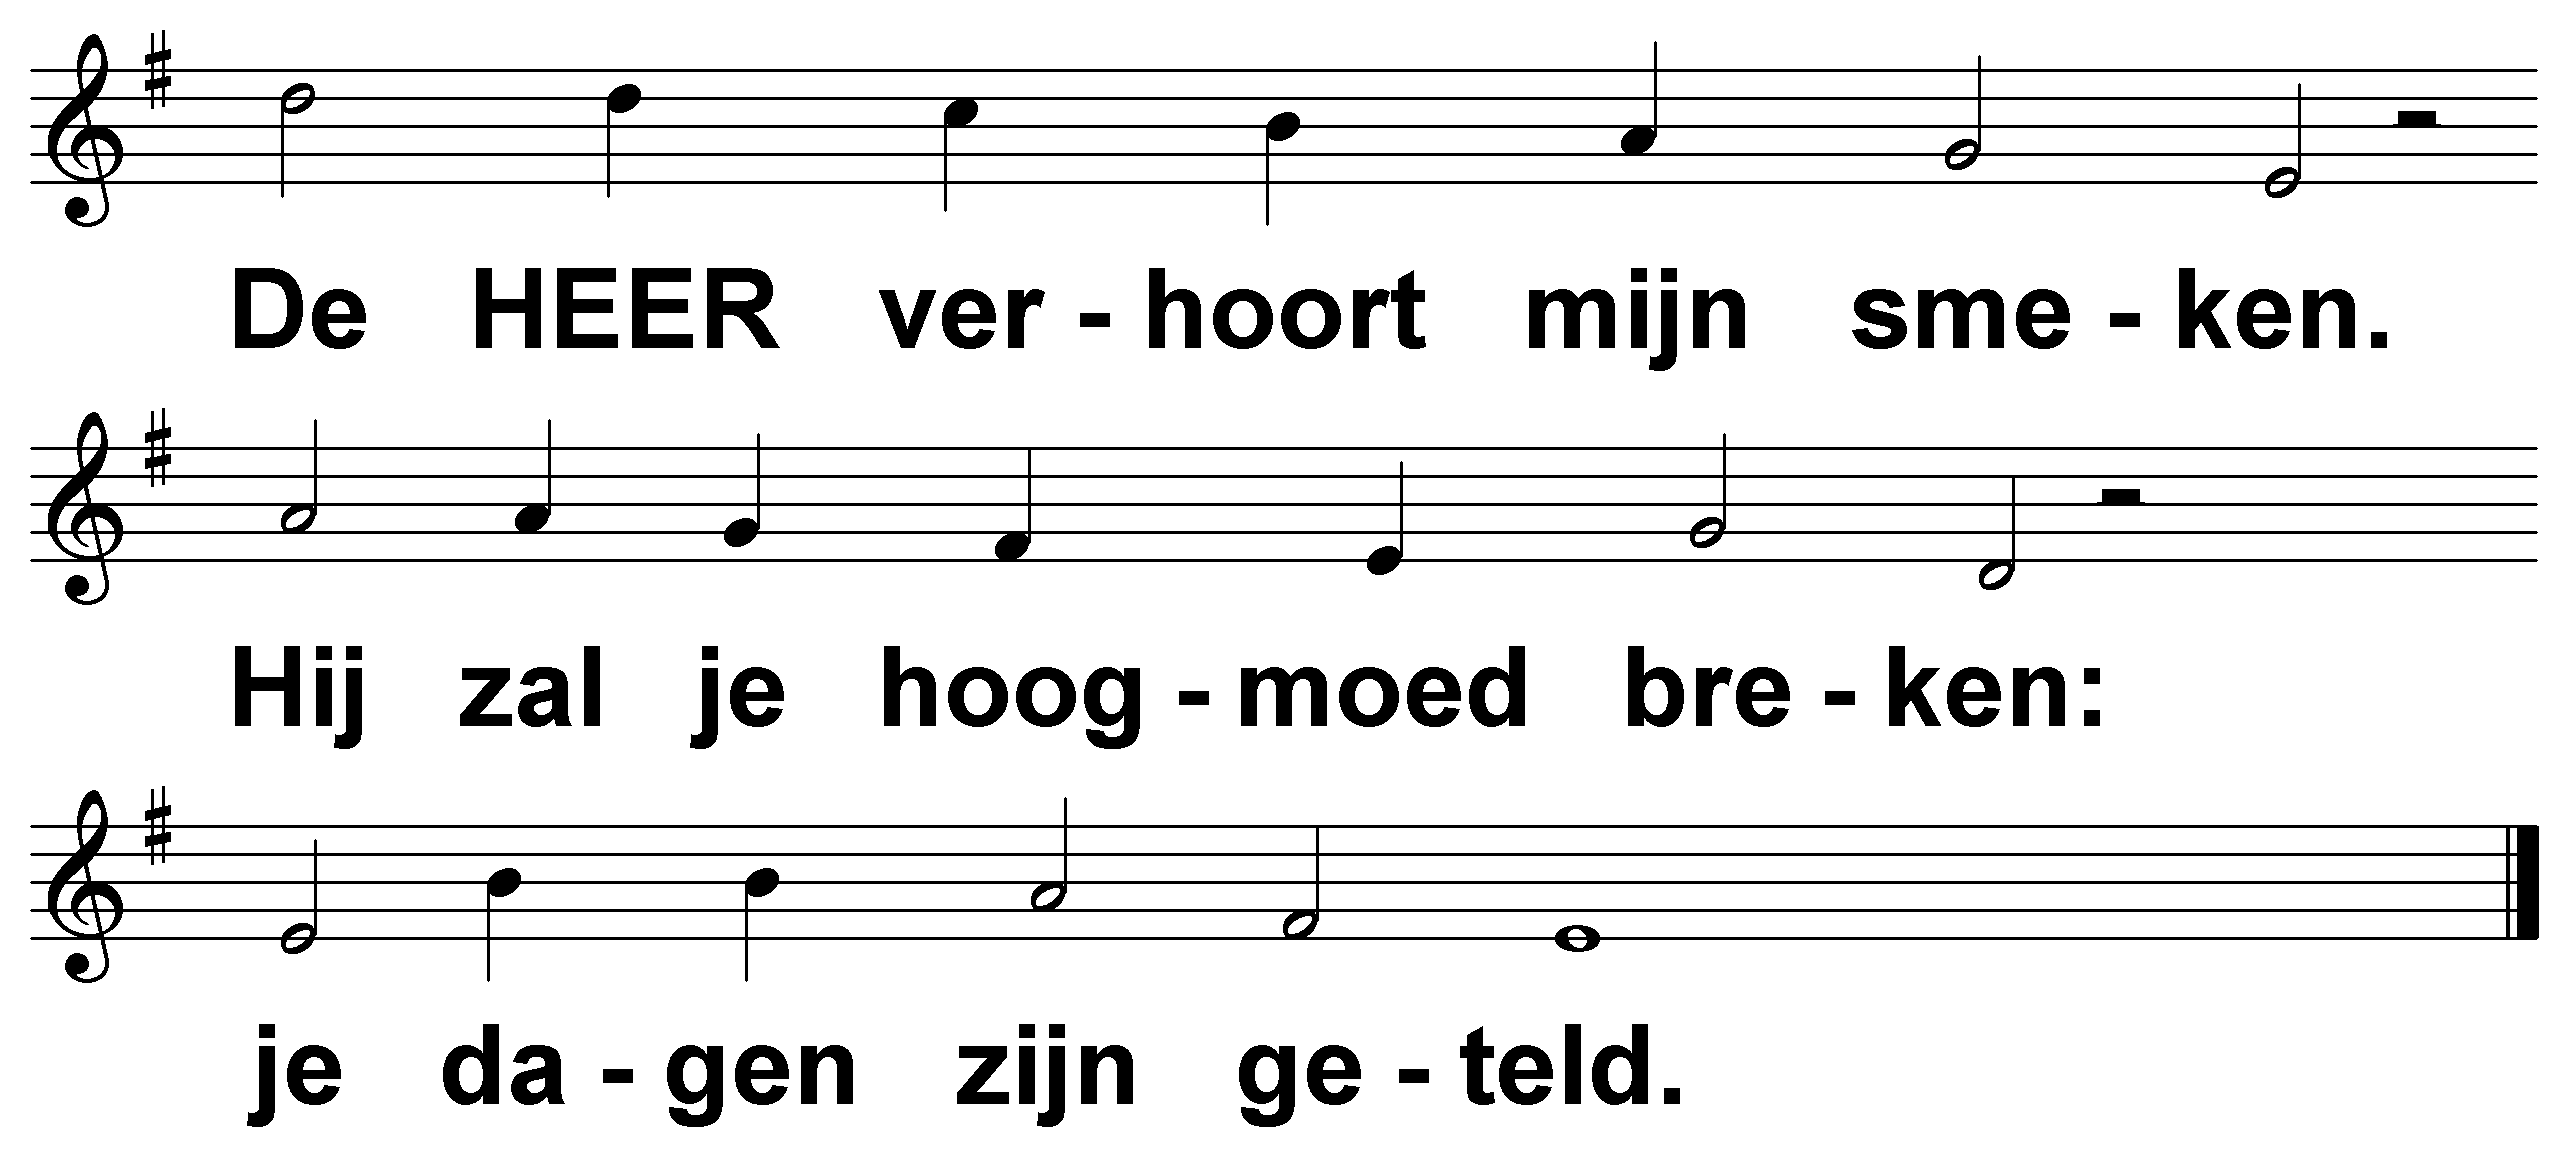 De HEER ver - hoort mijn sme - ken.
Hij zal je hoog - moed bre - ken:
je da - gen zijn ge - teld.